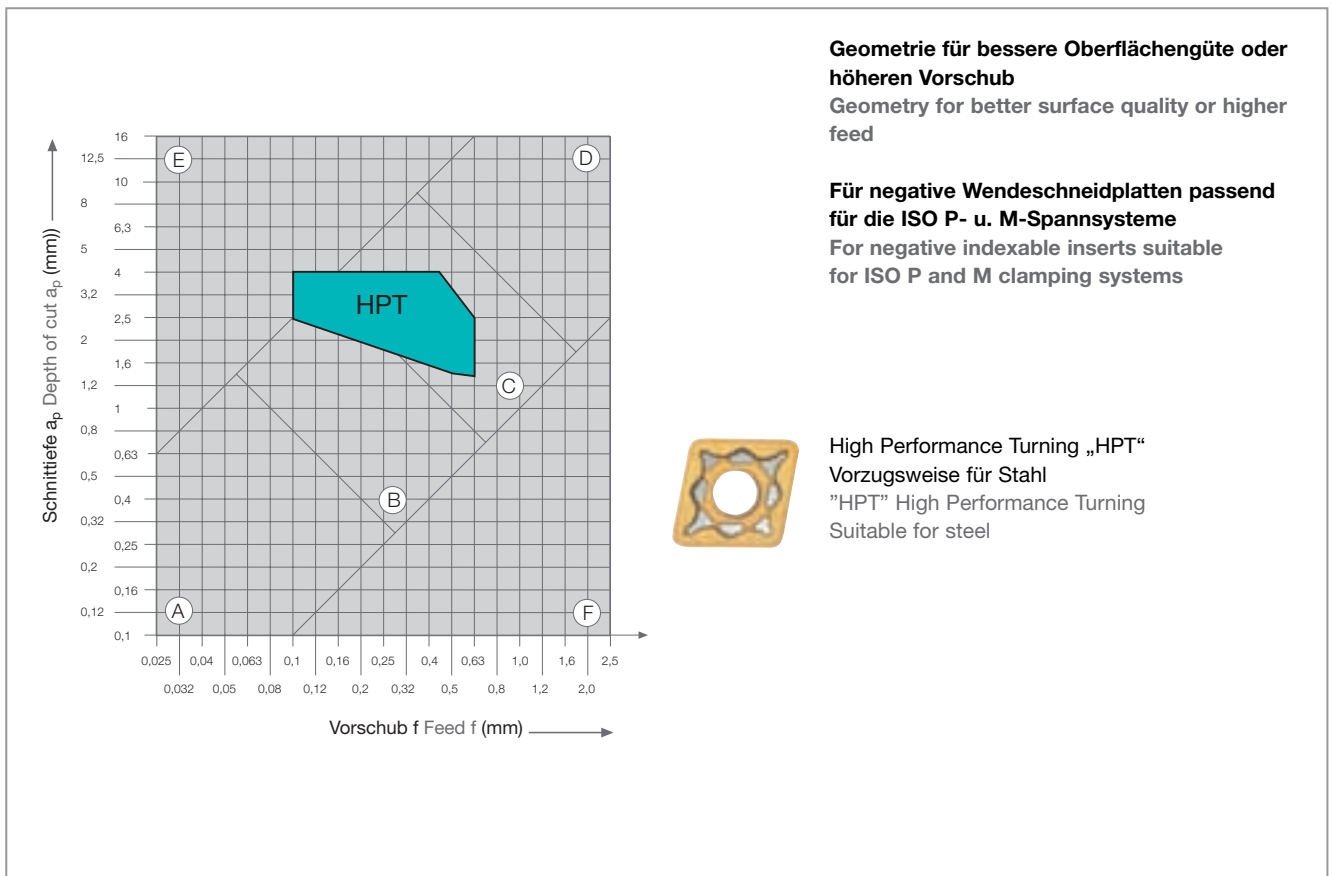 Geometrie für bessere Oberflächengüte oder
höheren Vorschub
Geometry for better surface quality or higher
feed
Für negative Wendeschneidplatten passend
für die ISO P- u. M-Spannsysteme
For negative indexable inserts suitable
for ISO P and M clamping systems
High Performance Turning „HPT“
Vorzugsweise für Stahl
”HPT” High Performance Turning
Suitable for steel
Schnittiefe ap Depth of cut ap (mm))
16
12,5
10
8
6,3
5
4
3,2
2,5
2
1,6
1,2
1
0,8
0,63
0,5
0,4
0,32
0,25
0,2
0,16
0,12
0,1
E
D
HPT
C
B
A
F
0,025 0,04 0,063 0,1 0,16 0,25 0,4 0,63 1,0 1,6 2,5
0,032 0,05 0,08 0,12 0,2 0,32 0,5 0,8 1,2 2,0
Vorschub f Feed f (mm)